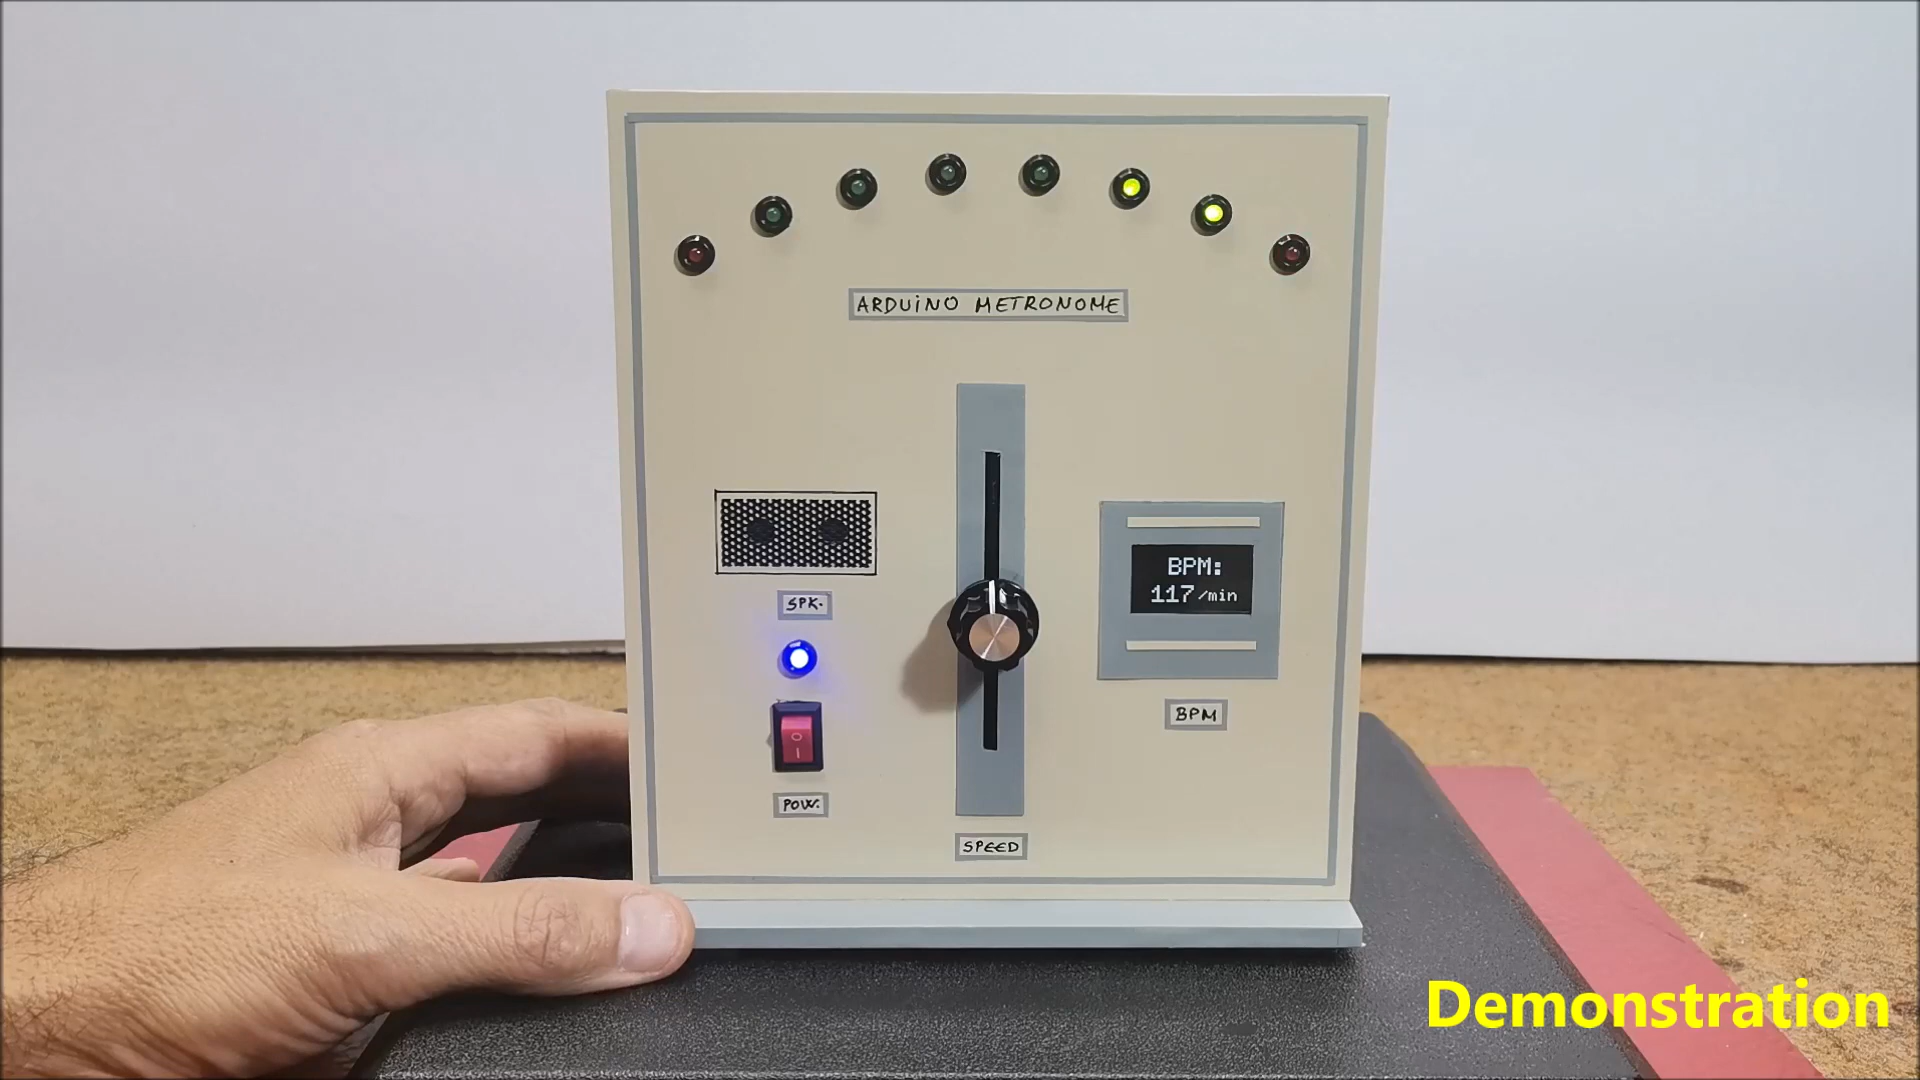 ARDUiNO METRONOME
BPM:
117/min
SPK.
BPM
O
I
POW.
SPEED
Demonstration